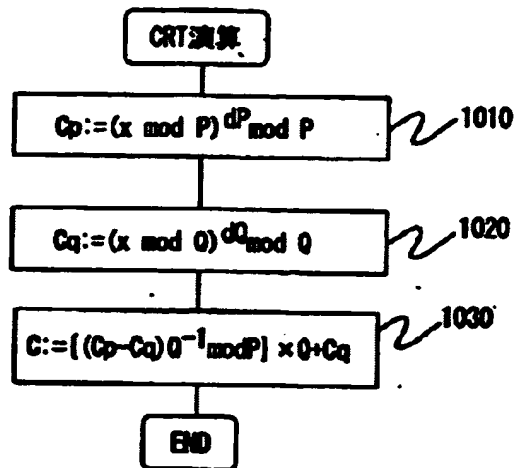 CRT演算
Cp:=(x mod P)^dP mod P
1010
Cq:=(x mod Q)^dQ mod Q
1020
C:=[(Cp-Cq)Q^-1 modP]×Q+Cq
1030
END